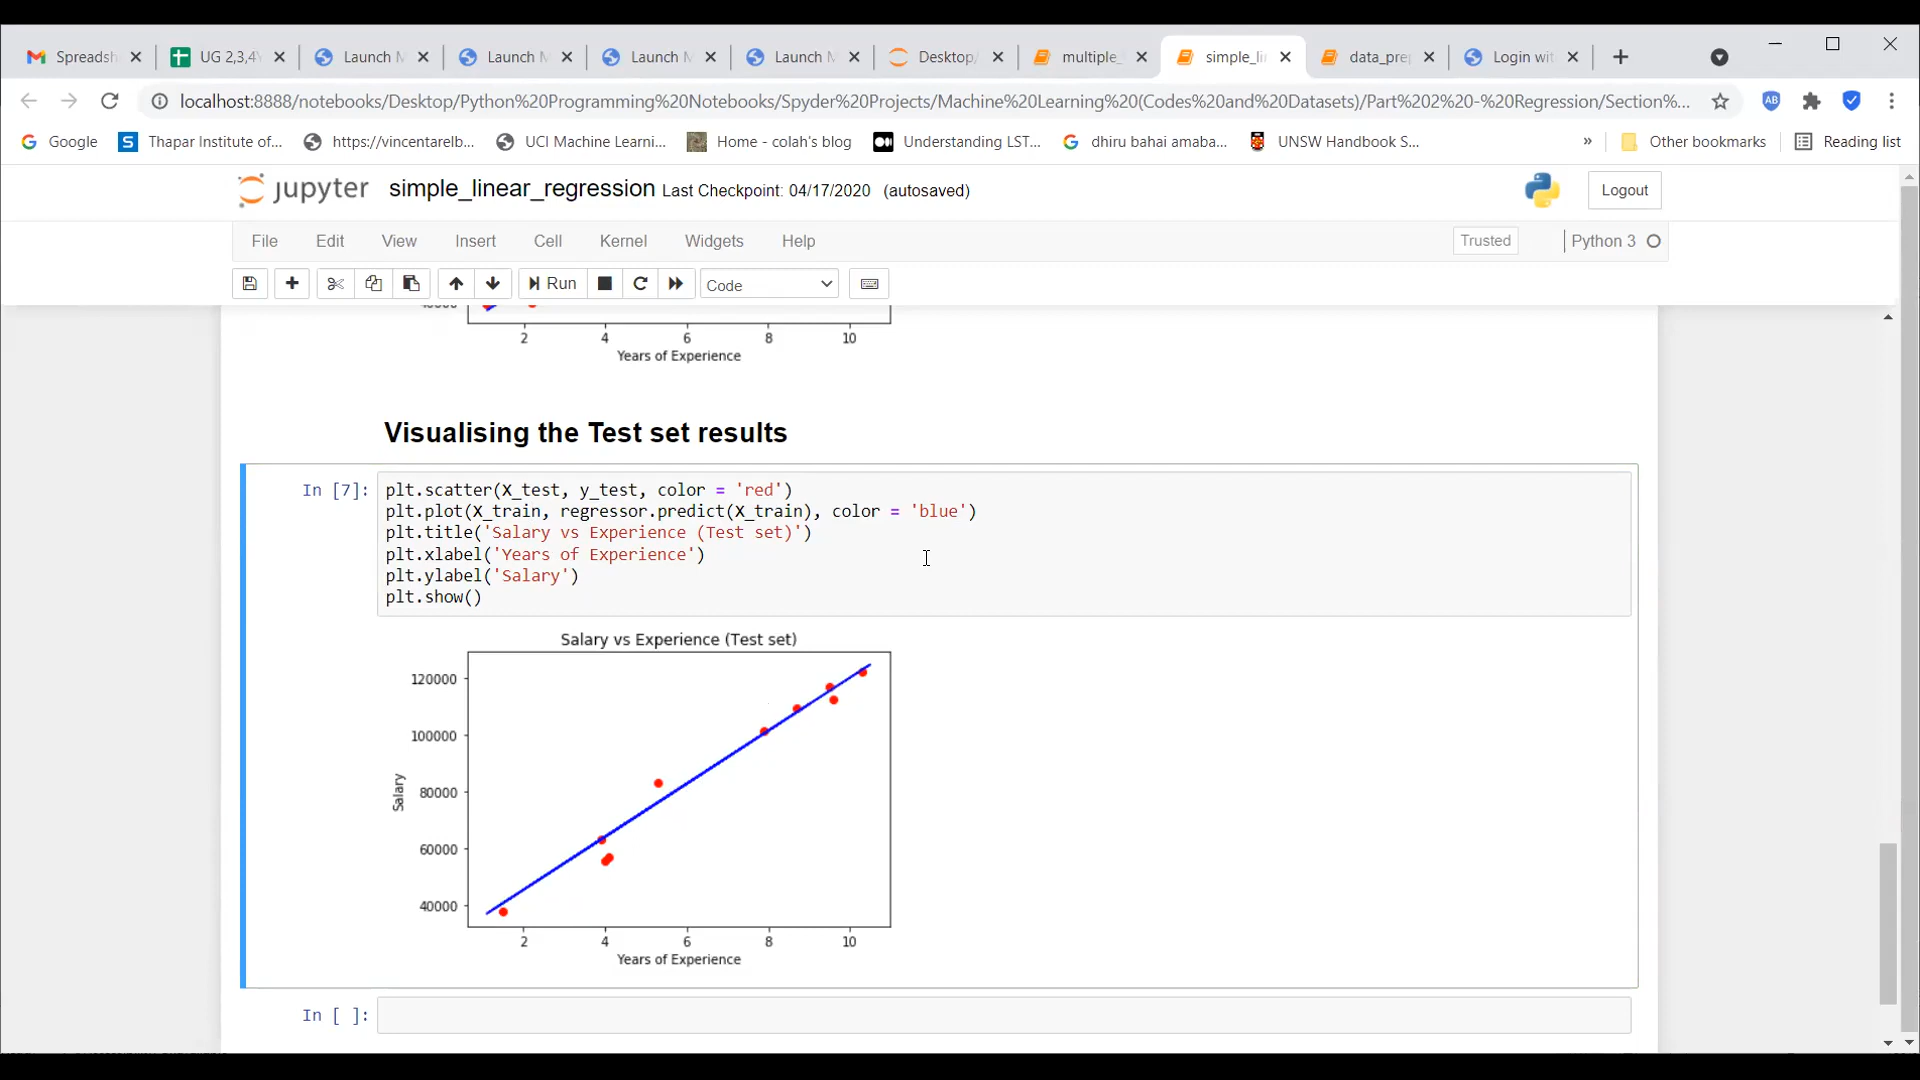 Spreadsh
UG 2,3,4Y
Launch M
Launch M
Launch M
Launch M
Desktop/
multiple_
simple_li
data_prep
Login wit
localhost:8888/notebooks/Desktop/Python%20Programming%20Notebooks/Spyder%20Projects/Machine%20Learning%20(Codes%20and%20Datasets)/Part%202%20-%20Regression/Section%...
AB
Google
S Thapar Institute of...
https://vincentarelb...
UCI Machine Learni...
Home - colah's blog
Understanding LST...
dhiru bahai amaba...
UNSW Handbook S...
»
Other bookmarks
Reading list
jupyter simple_linear_regression Last Checkpoint: 04/17/2020 (autosaved)
Logout
File Edit View Insert Cell Kernel Widgets Help
Trusted
Python 3
Run
Code
2 4 6 8 10
Years of Experience
Visualising the Test set results
In [7]:
plt.scatter(X_test, y_test, color = 'red')
plt.plot(X_train, regressor.predict(X_train), color = 'blue')
plt.title('Salary vs Experience (Test set)')
plt.xlabel('Years of Experience')
plt.ylabel('Salary')
plt.show()
Salary vs Experience (Test set)
120000
100000
80000
60000
40000
Salary
2 4 6 8 10
Years of Experience
In [ ]: